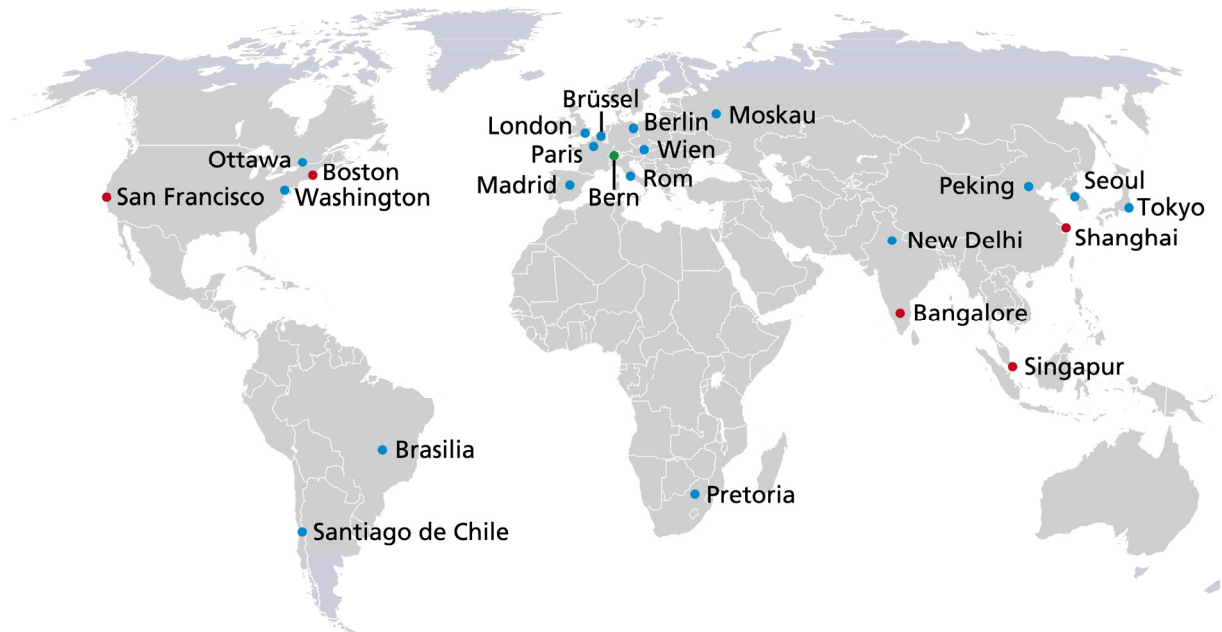 Brüssel
London
Berlin
Moskau
Paris
Wien
Ottawa
Boston
Madrid
Rom
San Francisco
Washington
Bern
Peking
Seoul
Tokyo
Shanghai
New Delhi
Bangalore
Singapur
Brasilia
Pretoria
Santiago de Chile